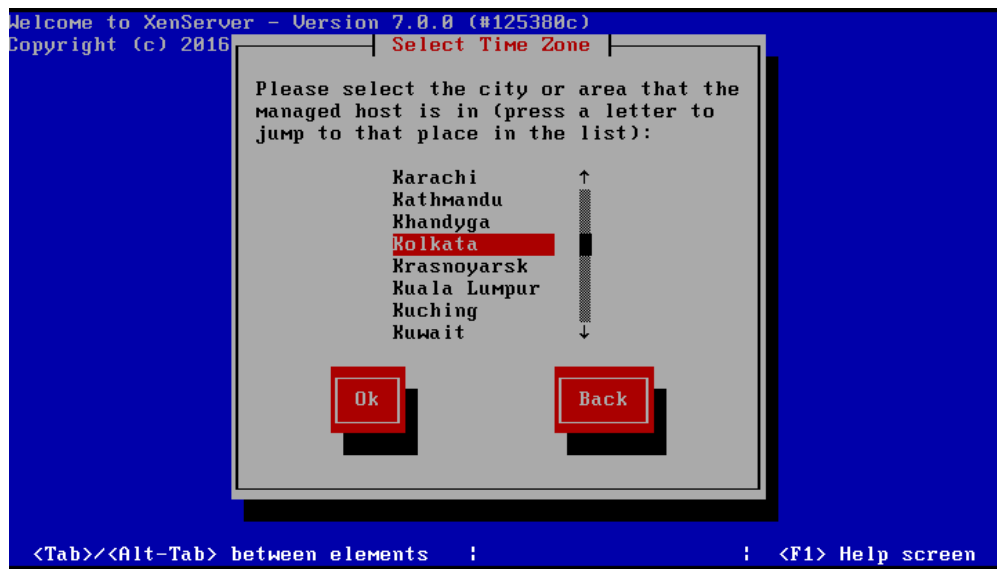 Welcome to XenServer - Version 7.0.0 (#125380c)
Copyright (c) 2016
Select Time Zone
Please select the city or area that the
managed host is in (press a letter to
jump to that place in the list):
Karachi ↑
Kathmandu
Khandyga
Kolkata
Krasnoyarsk
Kuala Lumpur
Kuching
Kuwait ↓
Ok Back
<Tab>/<Alt-Tab> between elements ¦ ¦ <F1> Help screen